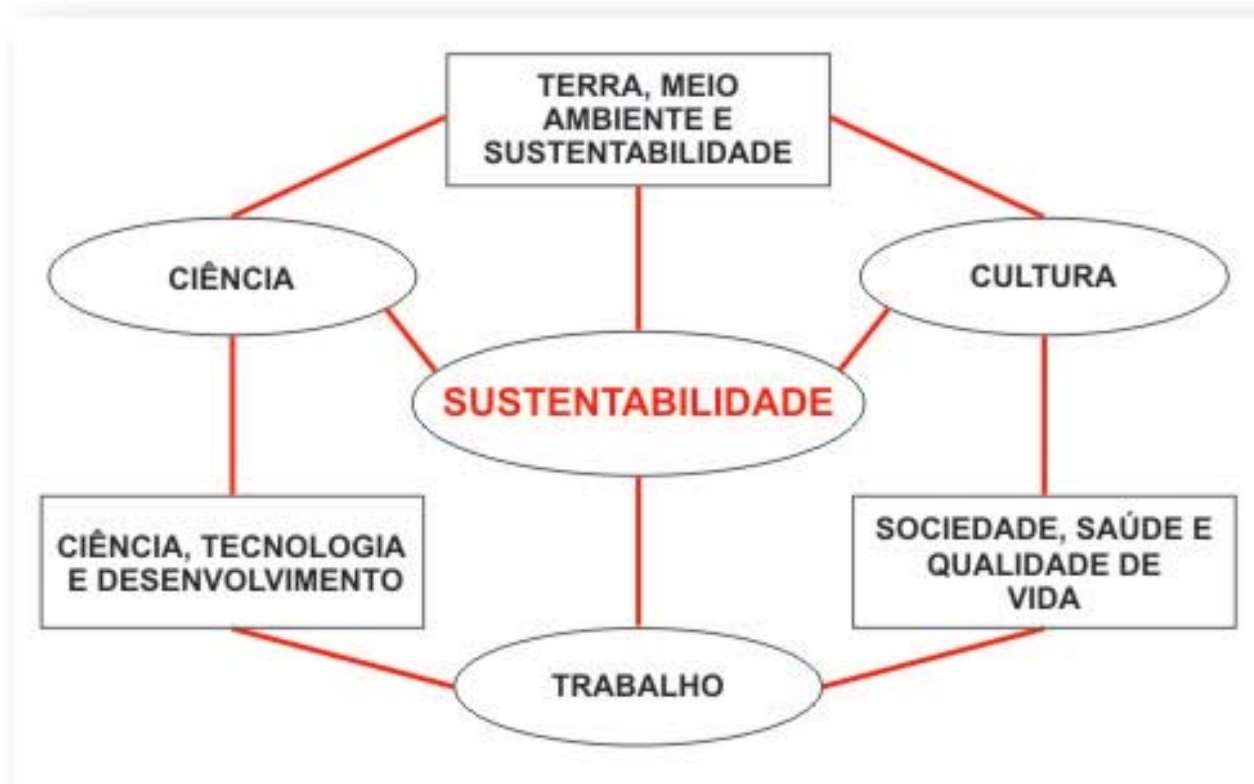 TERRA, MEIO
AMBIENTE E
SUSTENTABILIDADE
CIÊNCIA
CULTURA
SUSTENTABILIDADE
CIÊNCIA, TECNOLOGIA
E DESENVOLVIMENTO
SOCIEDADE, SAÚDE E
QUALIDADE DE
VIDA
TRABALHO